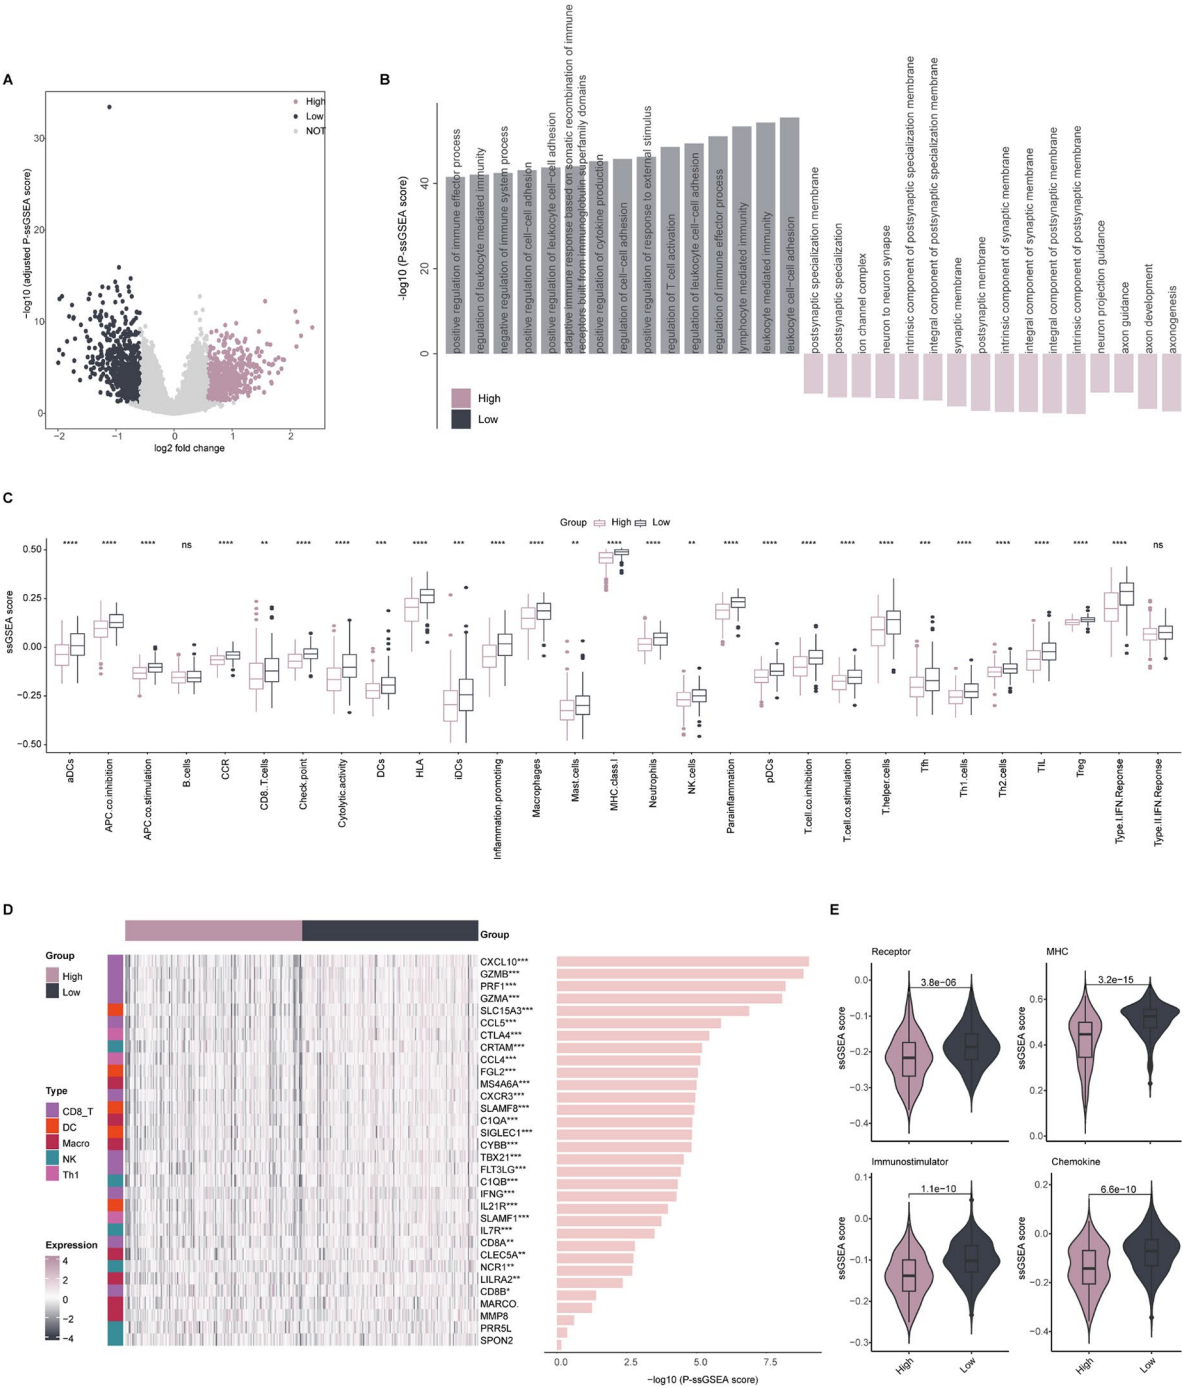 A
−log10 (adjusted P-ssGSEA score)
30
20
10
0
−2
−1
0
1
2
log2 fold change
High
Low
NOT
B
−log10 (P-ssGSEA score)
40
20
0
positive regulation of immune effector process
regulation of leukocyte mediated immunity
negative regulation of immune system process
positive regulation of cell−cell adhesion
positive regulation of leukocyte cell−cell adhesion
adaptive immune response based on somatic recombination of immune
receptors built from immunoglobulin superfamily domains
positive regulation of cytokine production
regulation of cell−cell adhesion
positive regulation of response to external stimulus
regulation of T cell activation
regulation of leukocyte cell−cell adhesion
regulation of immune effector process
lymphocyte mediated immunity
leukocyte mediated immunity
leukocyte cell−cell adhesion
postsynaptic specialization membrane
postsynaptic specialization
ion channel complex
neuron to neuron synapse
intrinsic component of postsynaptic specialization membrane
integral component of postsynaptic specialization membrane
synaptic membrane
postsynaptic membrane
intrinsic component of synaptic membrane
integral component of synaptic membrane
integral component of postsynaptic membrane
intrinsic component of postsynaptic membrane
neuron projection guidance
axon guidance
axon development
axonogenesis
High
Low
C
Group High Low
ssGSEA score
0.50
0.25
0.00
−0.25
−0.50
**** **** **** ns **** ** **** **** *** **** *** **** **** ** **** **** ** **** **** **** **** **** *** **** **** **** **** **** ns
aDCs
APC.co.inhibition
APC.co.stimulation
B.cells
CCR
CD8..T.cells
Check.point
Cytolytic.activity
DCs
HLA
iDCs
Inflammation.promoting
Macrophages
Mast.cells
MHC.class.I
Neutrophils
NK.cells
Parainflammation
pDCs
T.cell.co.inhibition
T.cell.co.stimulation
T.helper.cells
Tfh
Th1.cells
Th2.cells
TIL
Treg
Type.I.IFN.Reponse
Type.II.IFN.Reponse
D
Group
High
Low
Type
CD8_T
DC
Macro
NK
Th1
Expression
4
2
0
−2
−4
Group
CXCL10***
GZMB***
PRF1***
GZMA***
SLC15A3***
CCL5***
CTLA4***
CRTAM***
CCL4***
FGL2***
MS4A6A***
CXCR3***
SLAMF8***
C1QA***
SIGLEC1***
CYBB***
TBX21***
FLT3LG***
C1QB***
IFNG***
IL21R***
SLAMF1***
IL7R***
CD8A**
CLEC5A**
NCR1**
LILRA2**
CD8B*
MARCO.
MMP8
PRR5L
SPON2
0.0
2.5
5.0
7.5
−log10 (P-ssGSEA score)
E
Receptor
ssGSEA score
0.0
−0.1
−0.2
−0.3
−0.4
3.8e−06
MHC
ssGSEA score
0.6
0.4
0.2
0.0
3.2e−15
Immunostimulator
ssGSEA score
0.1
0.0
−0.1
−0.2
−0.3
1.1e−10
High
Low
Chemokine
ssGSEA score
0.2
0.0
−0.2
−0.4
6.6e−10
High
Low